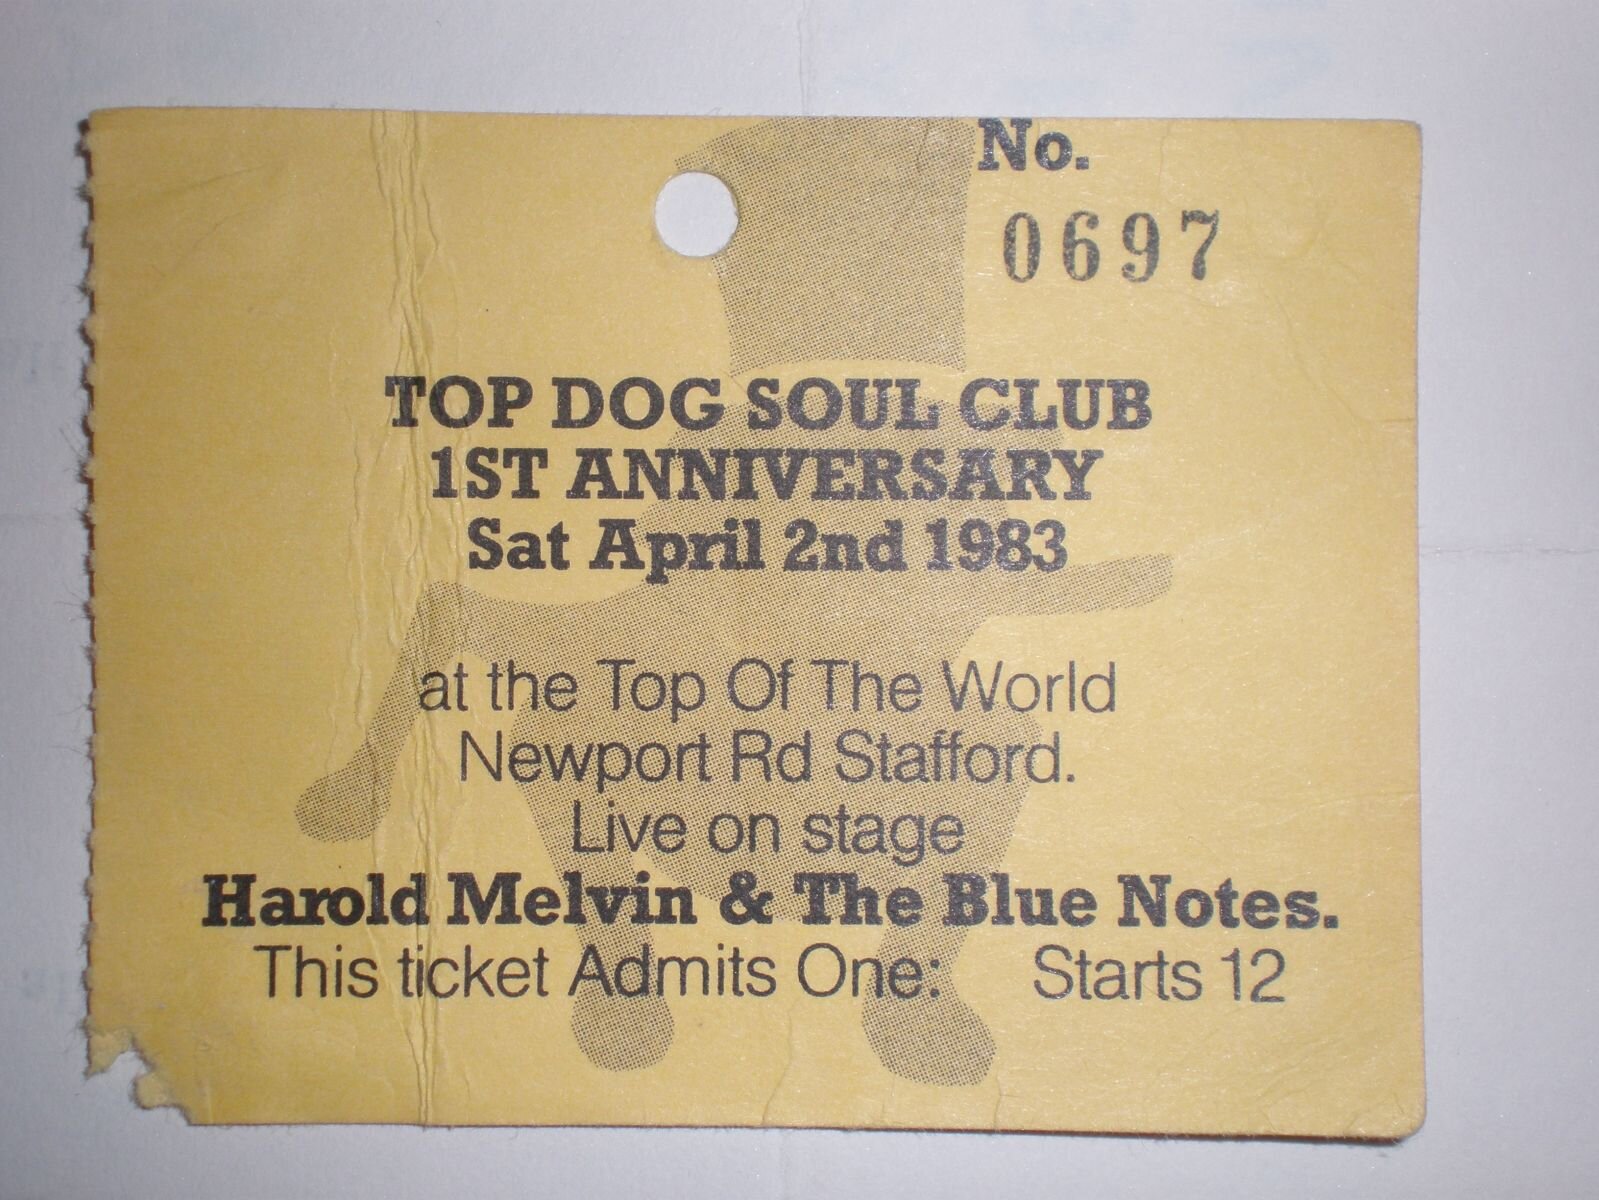 No.
0697
TOP DOG SOUL CLUB
1ST ANNIVERSARY
Sat April 2nd 1983
at the Top Of The World
Newport Rd Stafford.
Live on stage
Harold Melvin & The Blue Notes.
This ticket Admits One: Starts 12